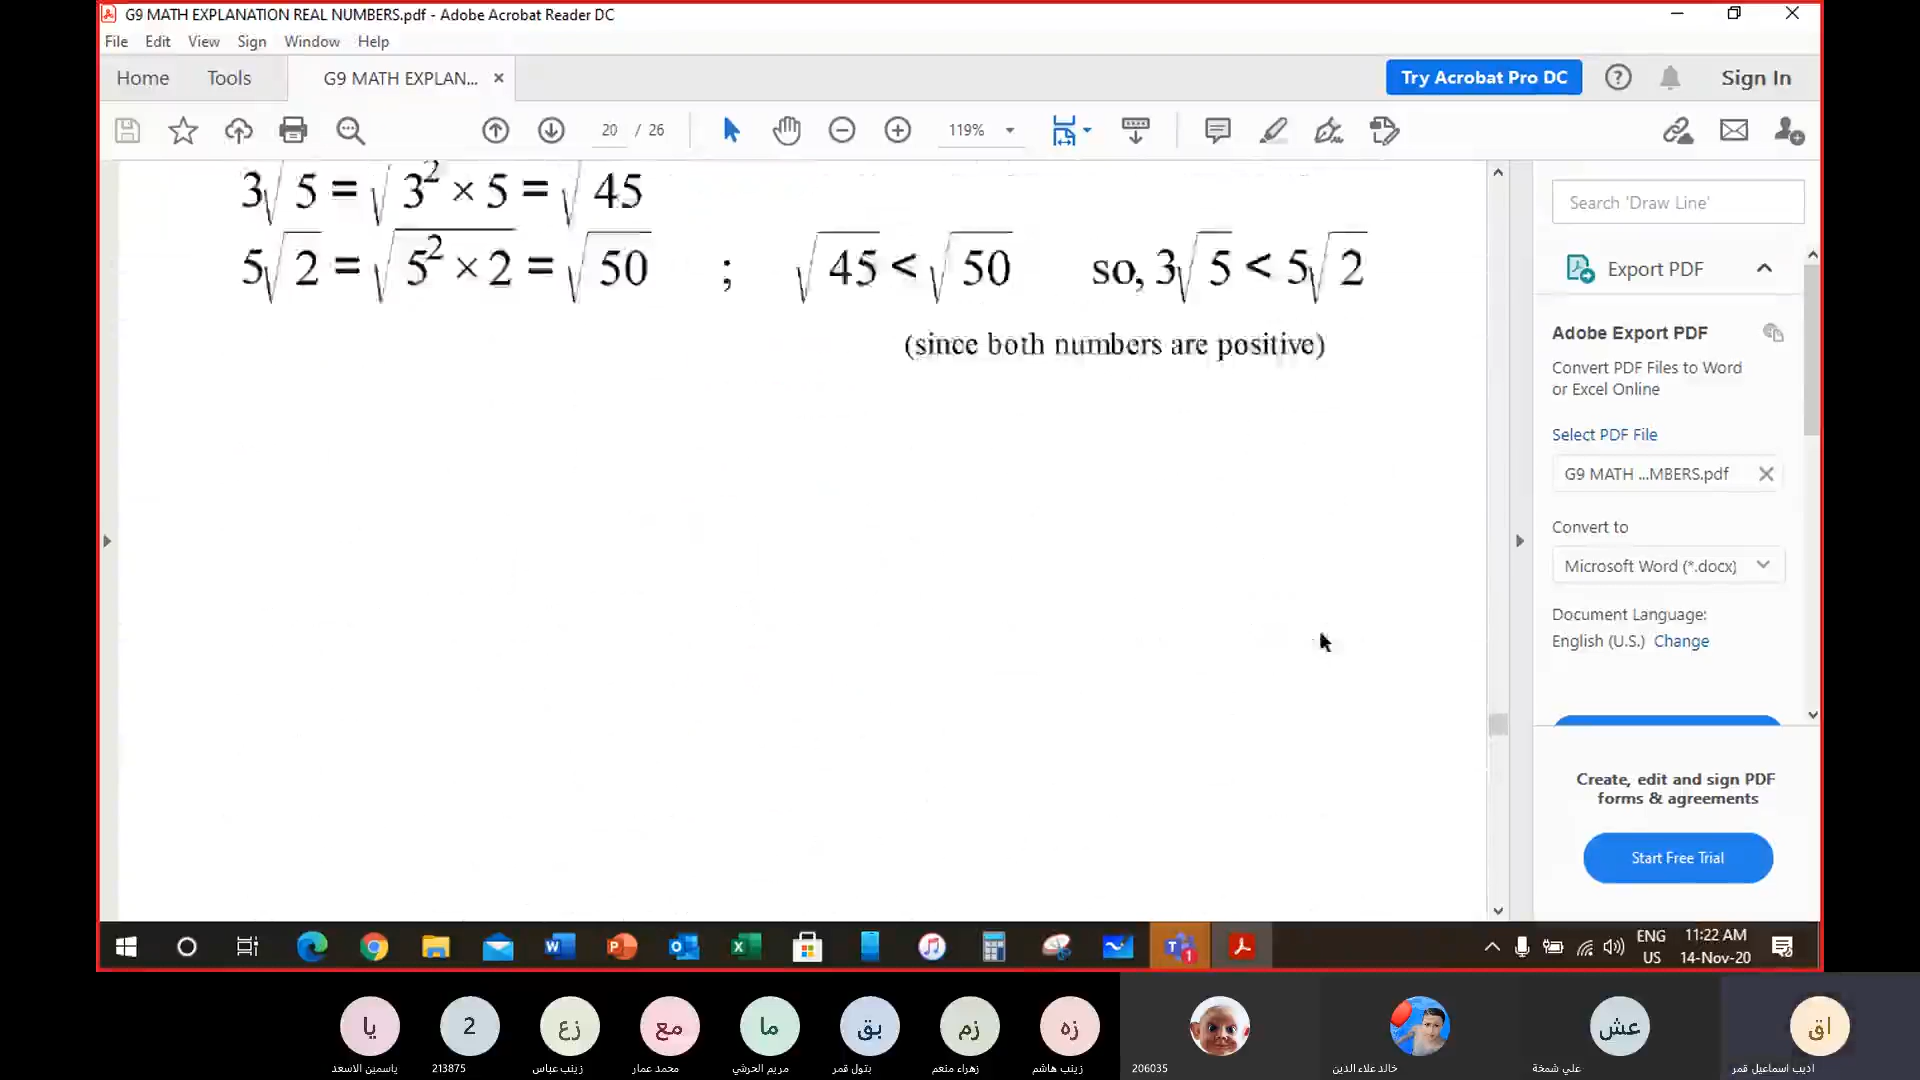 G9 MATH EXPLANATION REAL NUMBERS.pdf - Adobe Acrobat Reader DC
File Edit View Sign Window Help
Home Tools G9 MATH EXPLAN... × Try Acrobat Pro DC Sign In
20 / 26 119%
3√5 = √3² × 5 = √45
5√2 = √5² × 2 = √50 ; √45 < √50 so, 3√5 < 5√2
(since both numbers are positive)
Search 'Draw Line'
Export PDF
Adobe Export PDF
Convert PDF Files to Word
or Excel Online
Select PDF File
G9 MATH ...MBERS.pdf
Convert to
Microsoft Word (*.docx)
Document Language:
English (U.S.) Change
Create, edit and sign PDF
forms & agreements
Start Free Trial
ENG 11:22 AM
US 14-Nov-20
يا 2 زع مع ما بق زم زه عش اق
ياسمين الاسعد 213875 زينب عباس محمد عمار مريم الحرشي بتول قمر زهراء منعم زينب هاشم 206035 خالد علاء الدين علي شمخة اديب اسماعيل قمر